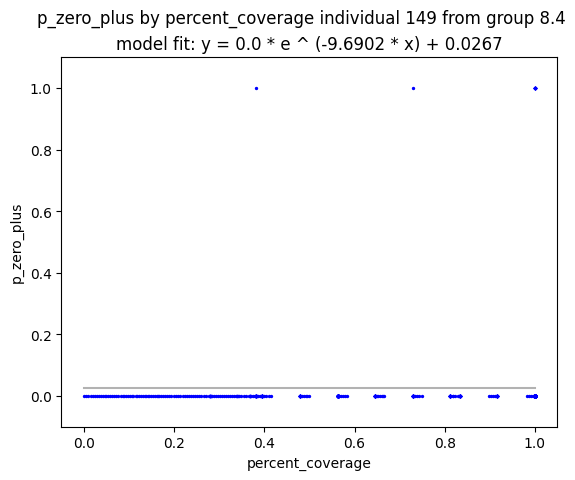 p_zero_plus by percent_coverage individual 149 from group 8.4
model fit: y = 0.0 * e ^ (-9.6902 * x) + 0.0267
1.0
0.8
0.6
0.4
0.2
0.0
p_zero_plus
0.0 0.2 0.4 0.6 0.8 1.0
percent_coverage